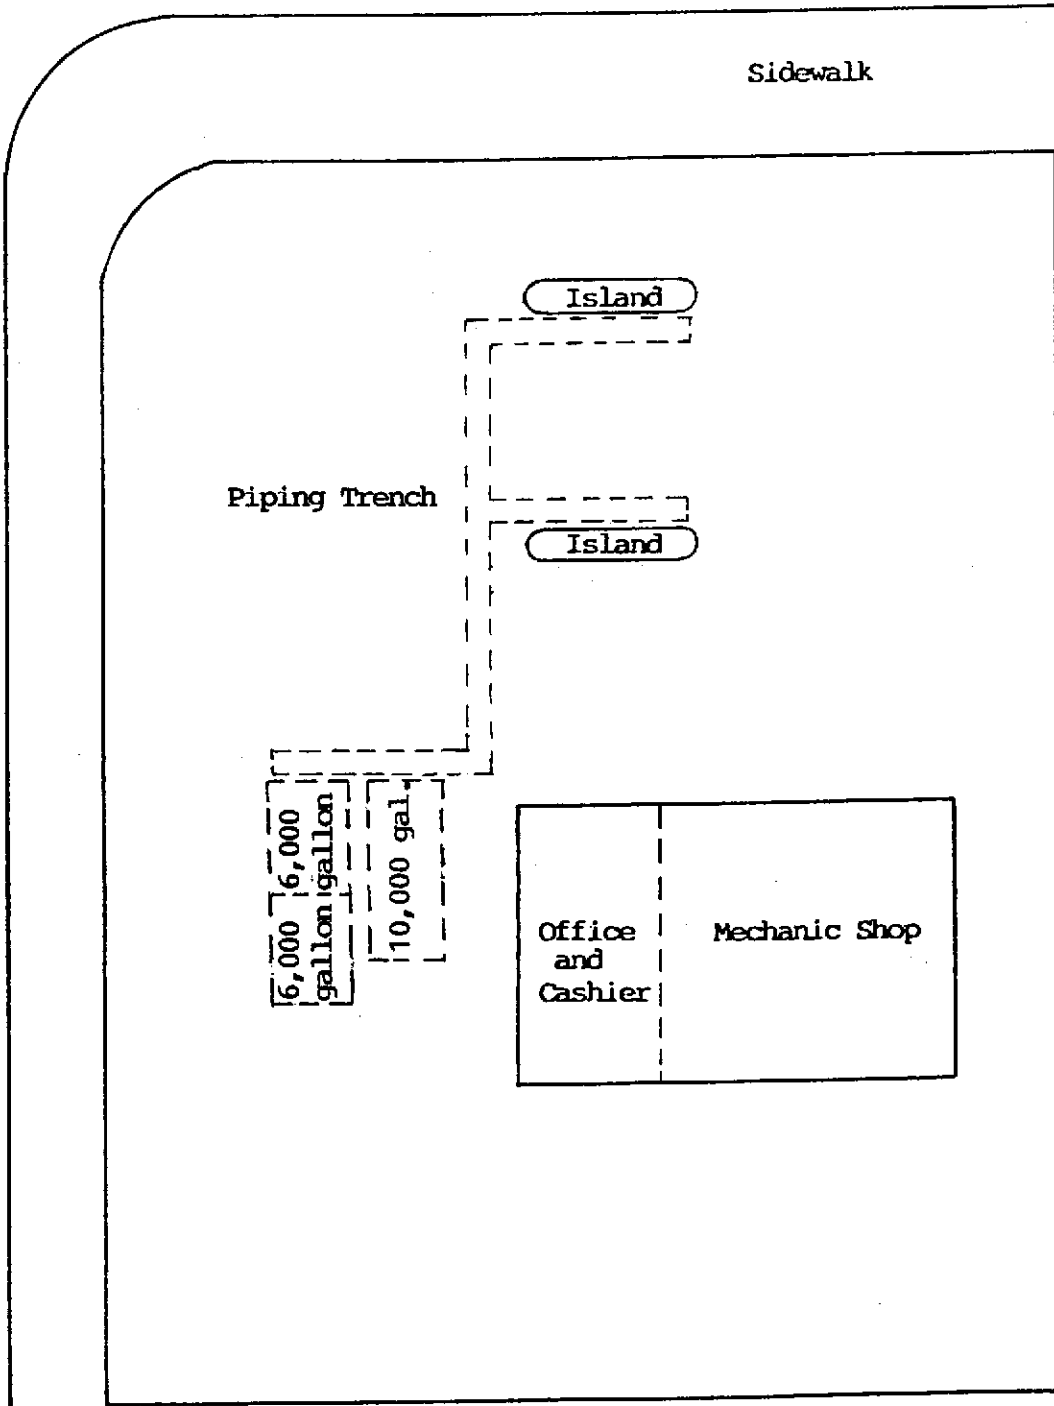 Sidewalk
Island
Piping Trench
Island
6,000
gallon
6,000
gallon
10,000 gal.
Office
and
Cashier
Mechanic Shop